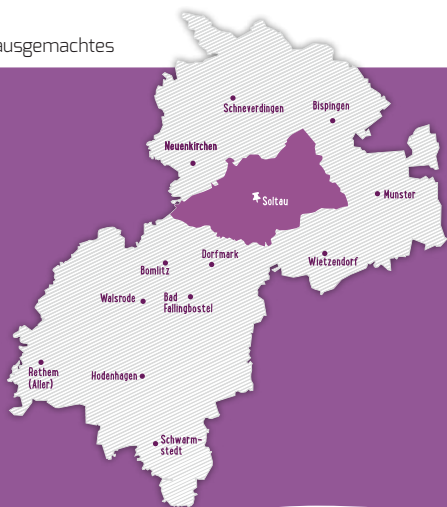 ausgemachtes
Schneverdingen
Bispingen
Neuenkirchen
Munster
Soltau
Dorfmark
Wietzendorf
Bomlitz
Walsrode
Bad
Fallingbostel
Rethem
(Aller)
Hodenhagen
Schwarm-
stedt